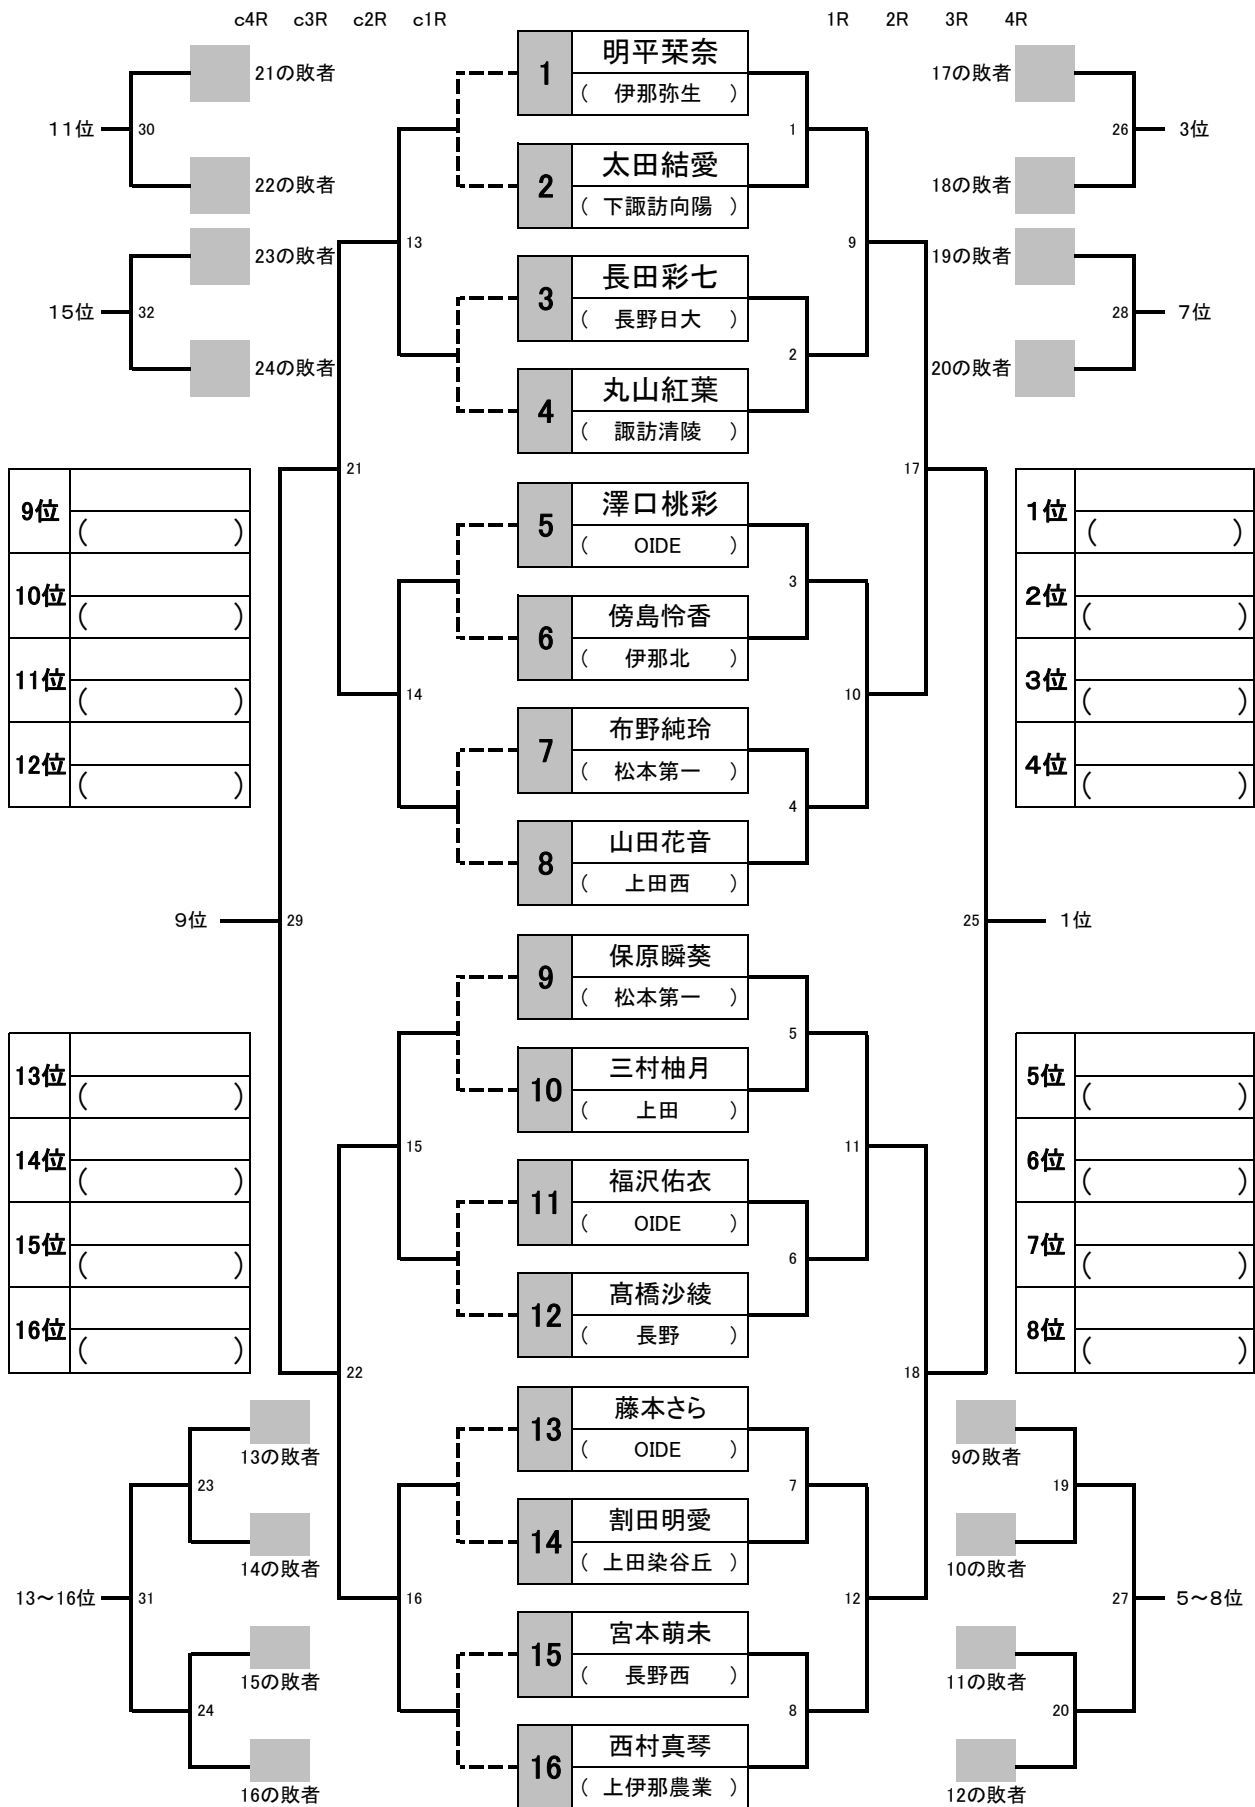 c4R c3R c2R c1R
1R 2R 3R 4R
21の敗者
11位 30
22の敗者
23の敗者
15位 32
24の敗者
17の敗者
26 3位
18の敗者
19の敗者
28 7位
20の敗者
1 明平栞奈
( 伊那弥生 )
1
2 太田結愛
( 下諏訪向陽 )
13
9
3 長田彩七
( 長野日大 )
2
4 丸山紅葉
( 諏訪清陵 )
21
17
5 澤口桃彩
( OIDE )
3
6 傍島怜香
( 伊那北 )
14
10
7 布野純玲
( 松本第一 )
4
8 山田花音
( 上田西 )
9位
( )
10位
( )
11位
( )
12位
( )
1位
( )
2位
( )
3位
( )
4位
( )
9位 29
25 1位
9 保原瞬葵
( 松本第一 )
5
10 三村柚月
( 上田 )
15
11
11 福沢佑衣
( OIDE )
6
12 髙橋沙綾
( 長野 )
22
18
13 藤本さら
( OIDE )
7
14 割田明愛
( 上田染谷丘 )
16
12
15 宮本萌未
( 長野西 )
8
16 西村真琴
( 上伊那農業 )
13位
( )
14位
( )
15位
( )
16位
( )
5位
( )
6位
( )
7位
( )
8位
( )
13の敗者
23
14の敗者
13～16位 31
15の敗者
24
16の敗者
9の敗者
19
10の敗者
27 5～8位
11の敗者
20
12の敗者